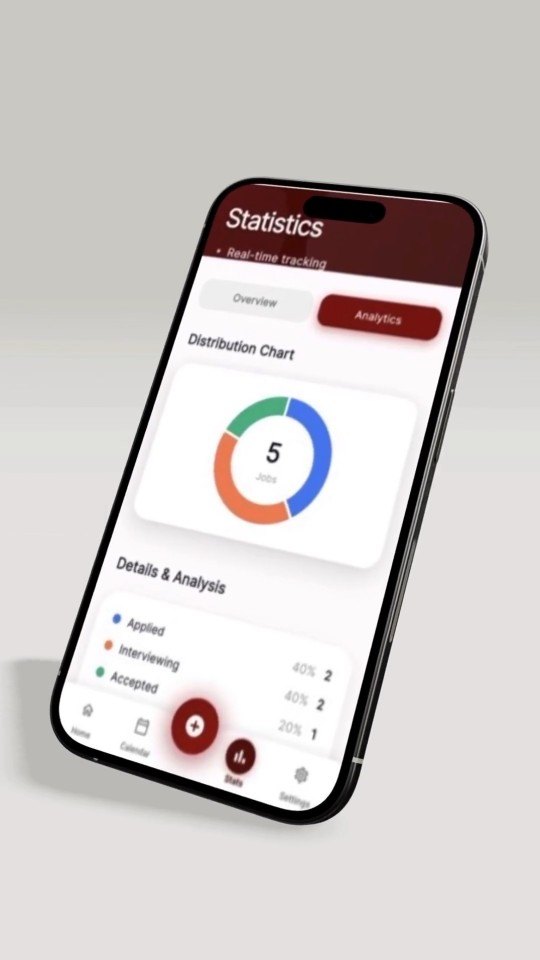 Statistics
• Real-time tracking
Overview
Analytics
Distribution Chart
5
Jobs
Details & Analysis
Applied 40% 2
Interviewing 40% 2
Accepted 20% 1
Home
Calendar
Stats
Settings